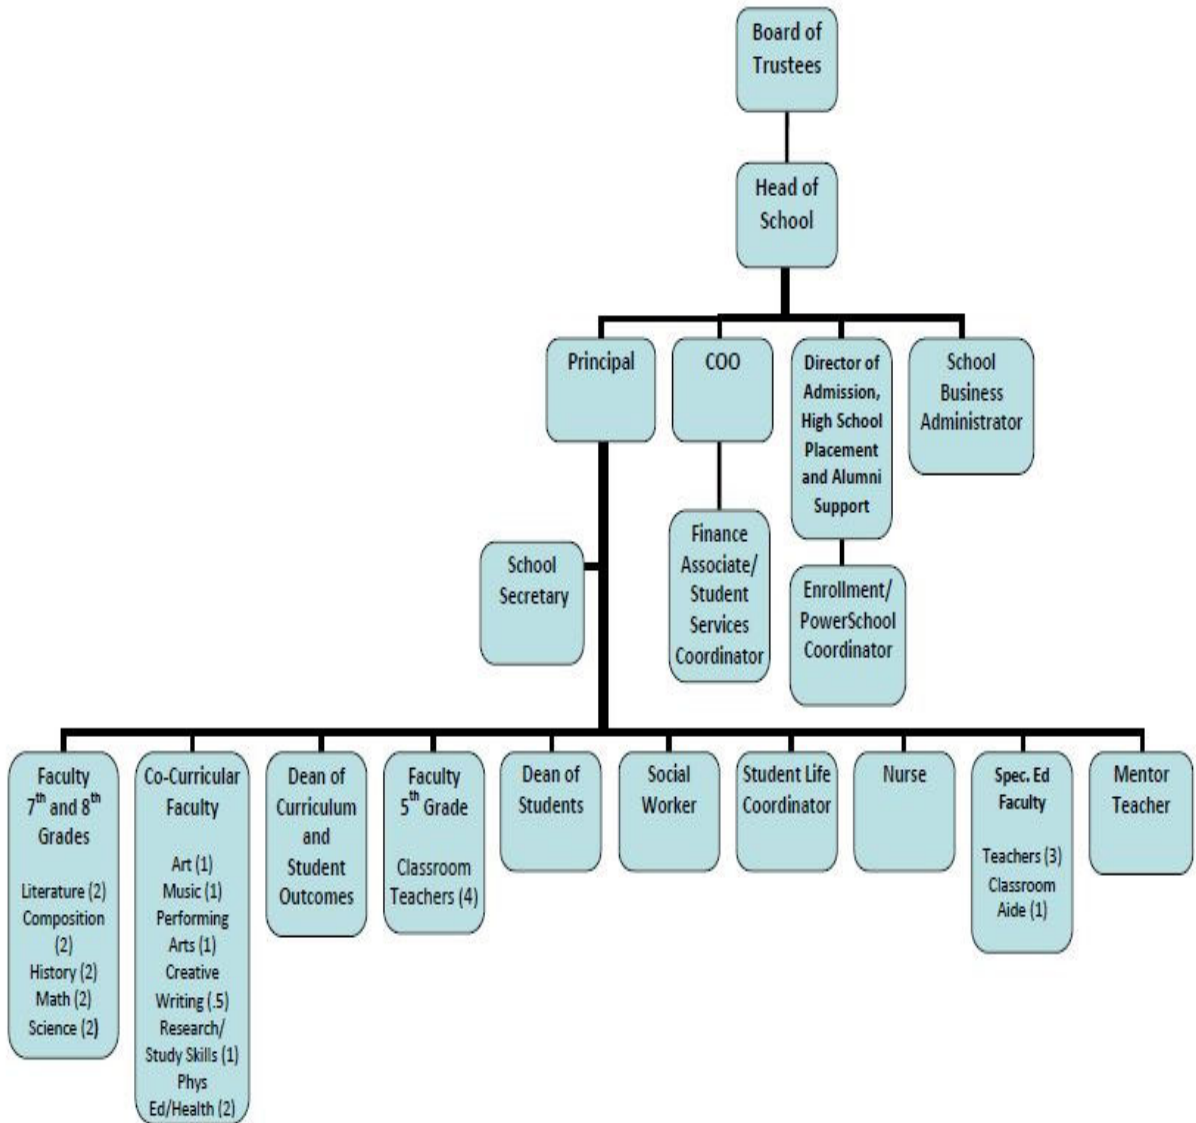 Board of
Trustees
Head of
School
Principal
COO
Director of
Admission,
High School
Placement
and Alumni
Support
School
Business
Administrator
School
Secretary
Finance
Associate/
Student
Services
Coordinator
Enrollment/
PowerSchool
Coordinator
Faculty
7th and 8th
Grades
Literature (2)
Composition
(2)
History (2)
Math (2)
Science (2)
Co-Curricular
Faculty
Art (1)
Music (1)
Performing
Arts (1)
Creative
Writing (.5)
Research/
Study Skills (1)
Phys
Ed/Health (2)
Dean of
Curriculum
and
Student
Outcomes
Faculty
5th Grade
Classroom
Teachers (4)
Dean of
Students
Social
Worker
Student Life
Coordinator
Nurse
Spec. Ed
Faculty
Teachers (3)
Classroom
Aide (1)
Mentor
Teacher